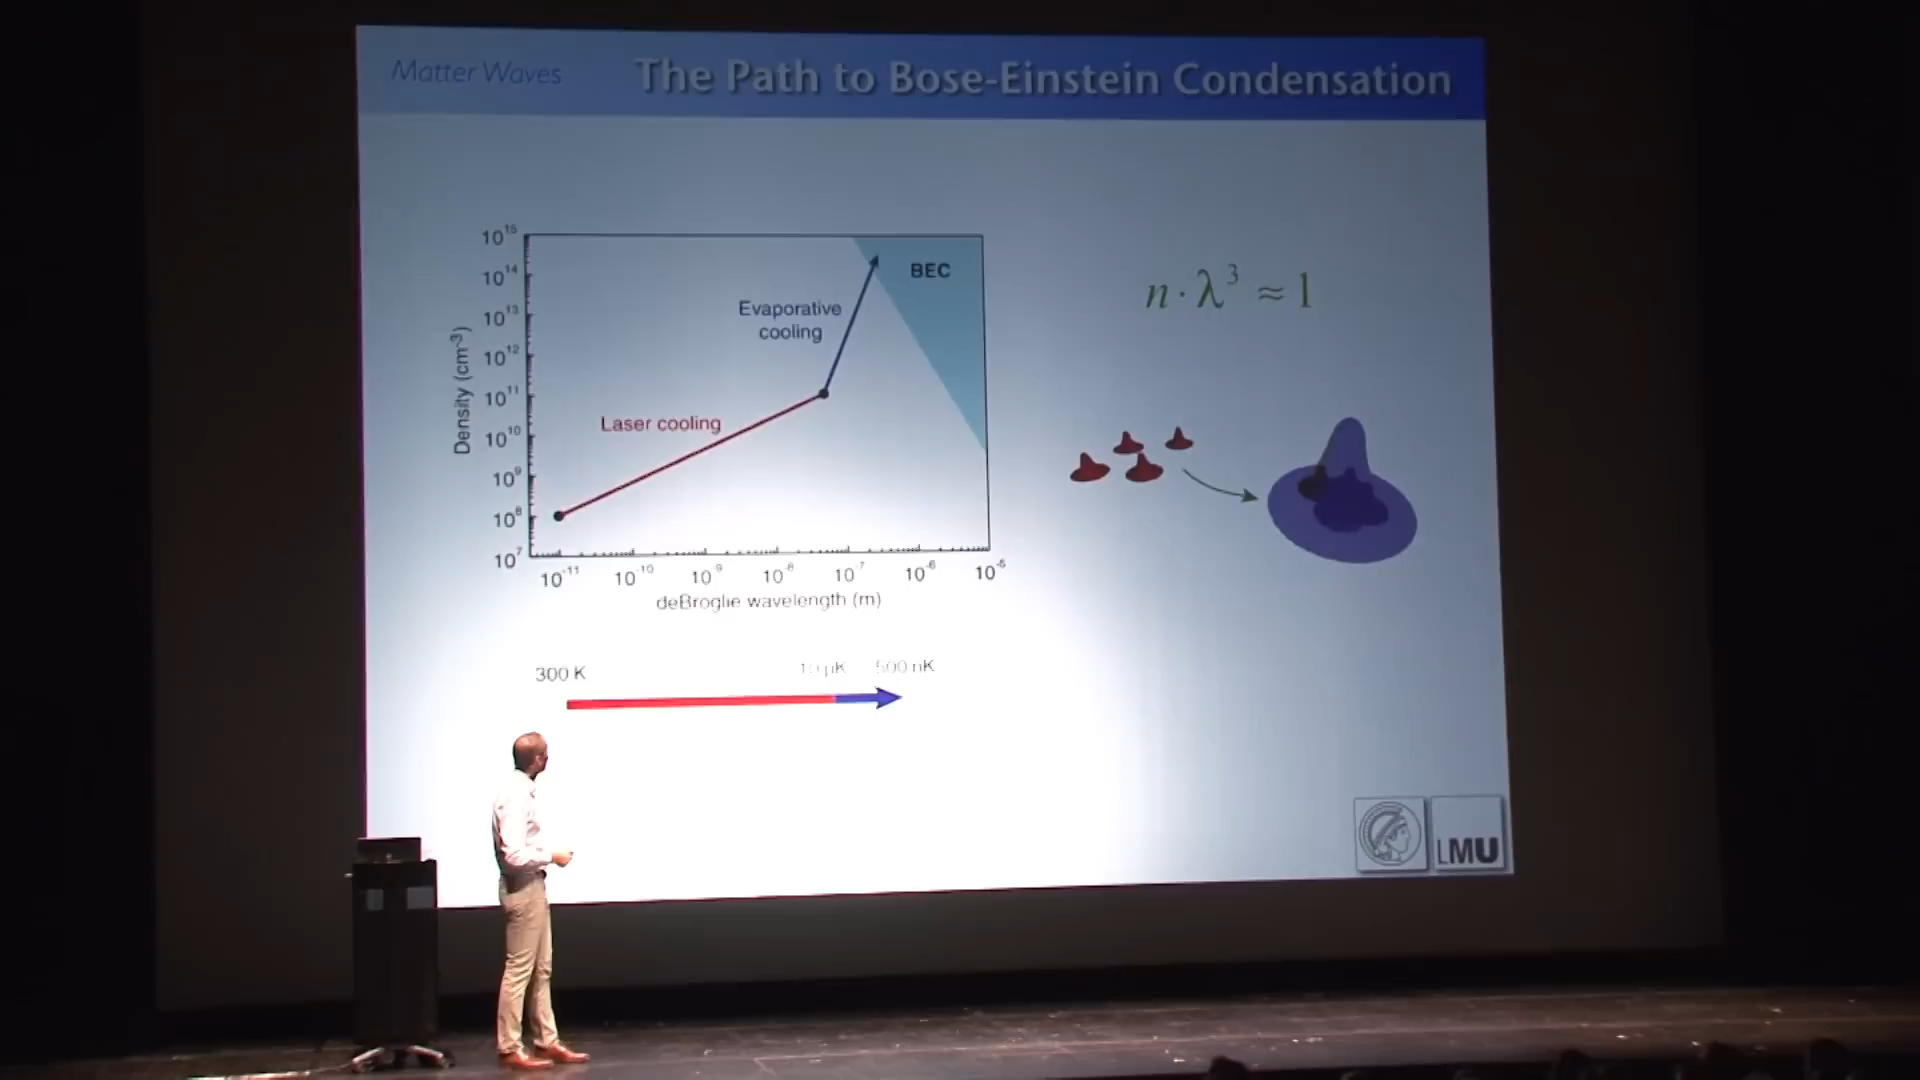 Matter Waves
The Path to Bose-Einstein Condensation
10¹⁵
10¹⁴
10¹³
10¹²
10¹¹
10¹⁰
10⁹
10⁸
10⁷
Density (cm⁻³)
BEC
Evaporative
cooling
Laser cooling
10⁻¹¹ 10⁻¹⁰ 10⁻⁹ 10⁻⁸ 10⁻⁷ 10⁻⁶ 10⁻⁵
deBroglie wavelength (m)
n · λ³ ≈ 1
300 K 10 µK 500 nK
LMU